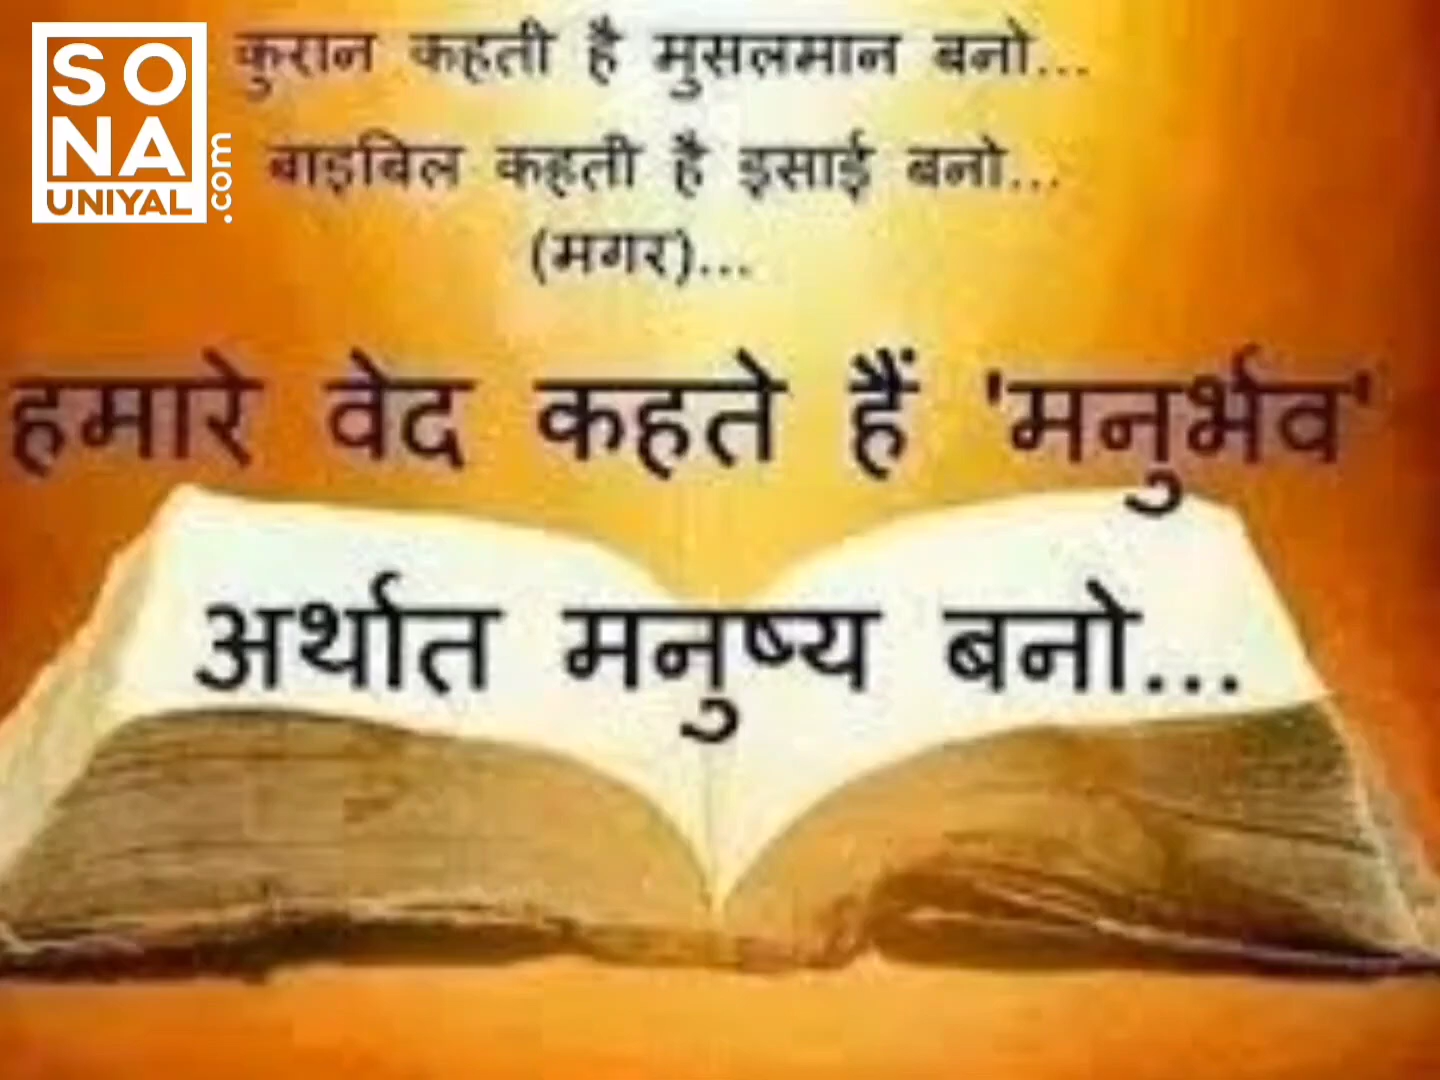 SO
NA
UNIYAL
.com
कुरान कहती है मुसलमान बनो...
बाइबिल कहती है इसाई बनो...
(मगर)...
हमारे वेद कहते हैं 'मनुर्भव'
अर्थात मनुष्य बनो...